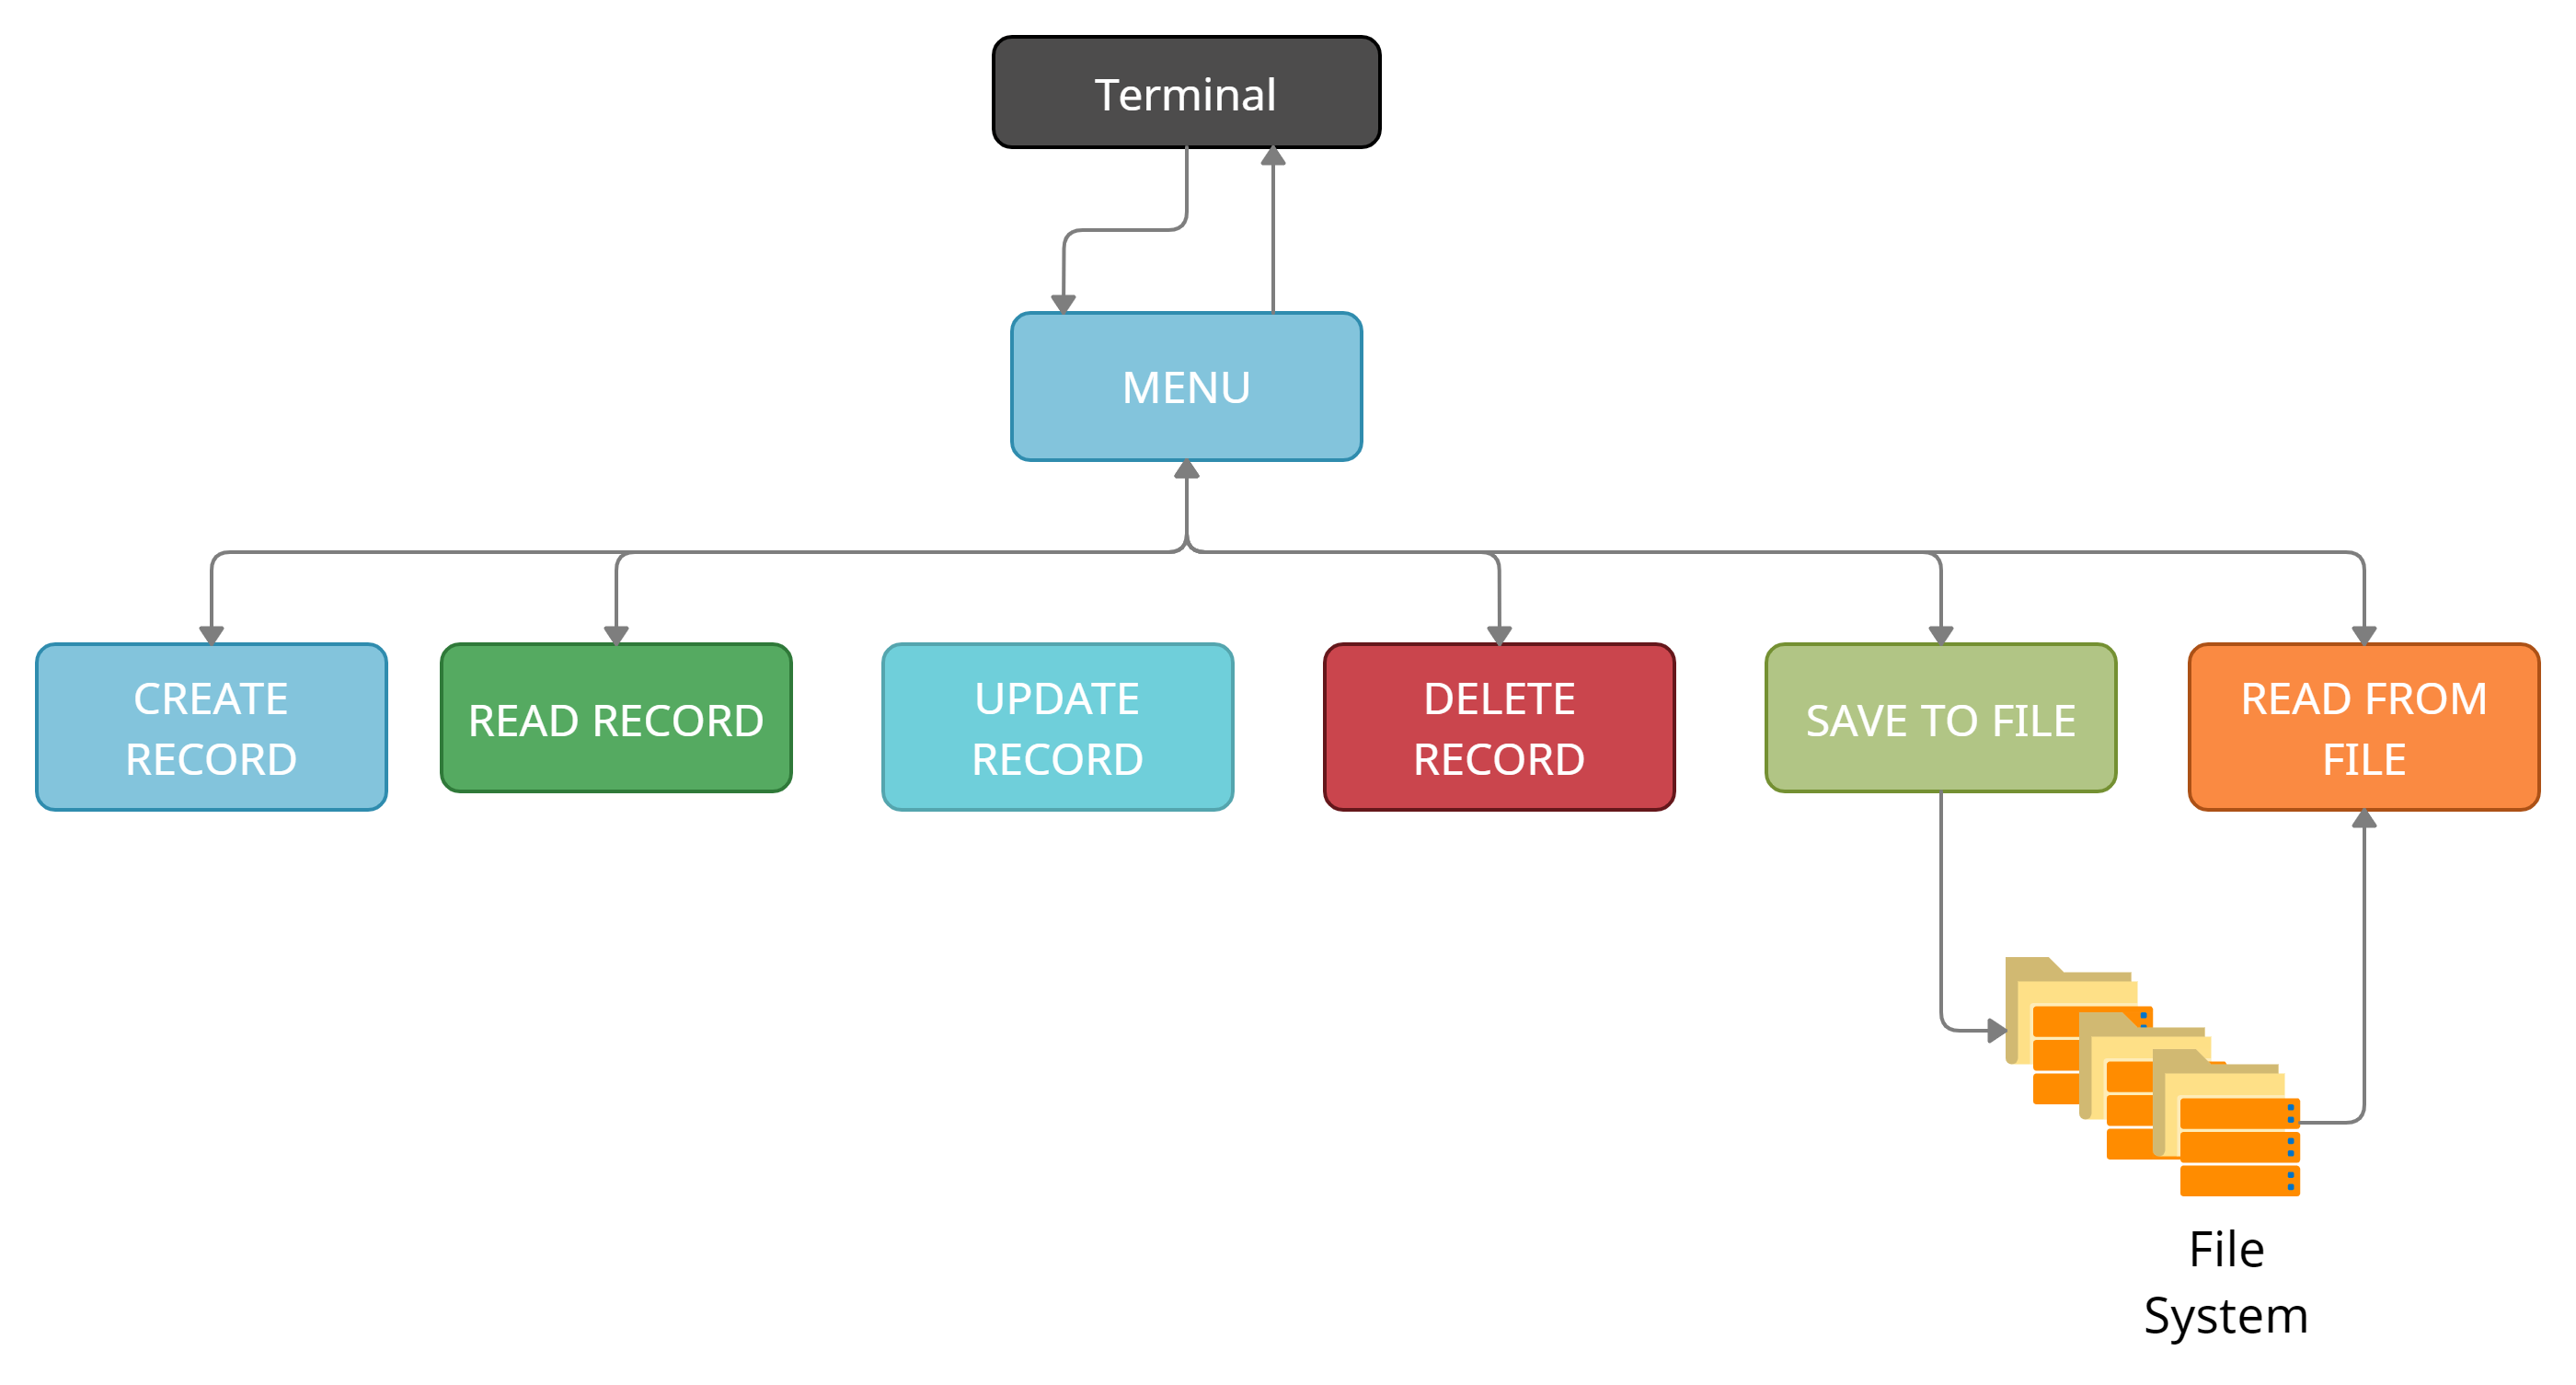 Terminal
MENU
CREATE
RECORD
READ RECORD
UPDATE
RECORD
DELETE
RECORD
SAVE TO FILE
READ FROM
FILE
File
System